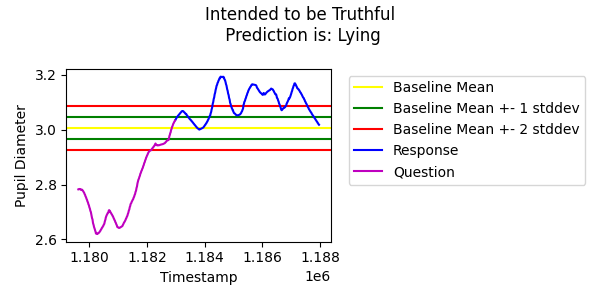 Intended to be Truthful
Prediction is: Lying
3.2
3.0
2.8
2.6
Pupil Diameter
1.180 1.182 1.184 1.186 1.188
1e6
Timestamp
Baseline Mean
Baseline Mean +- 1 stddev
Baseline Mean +- 2 stddev
Response
Question